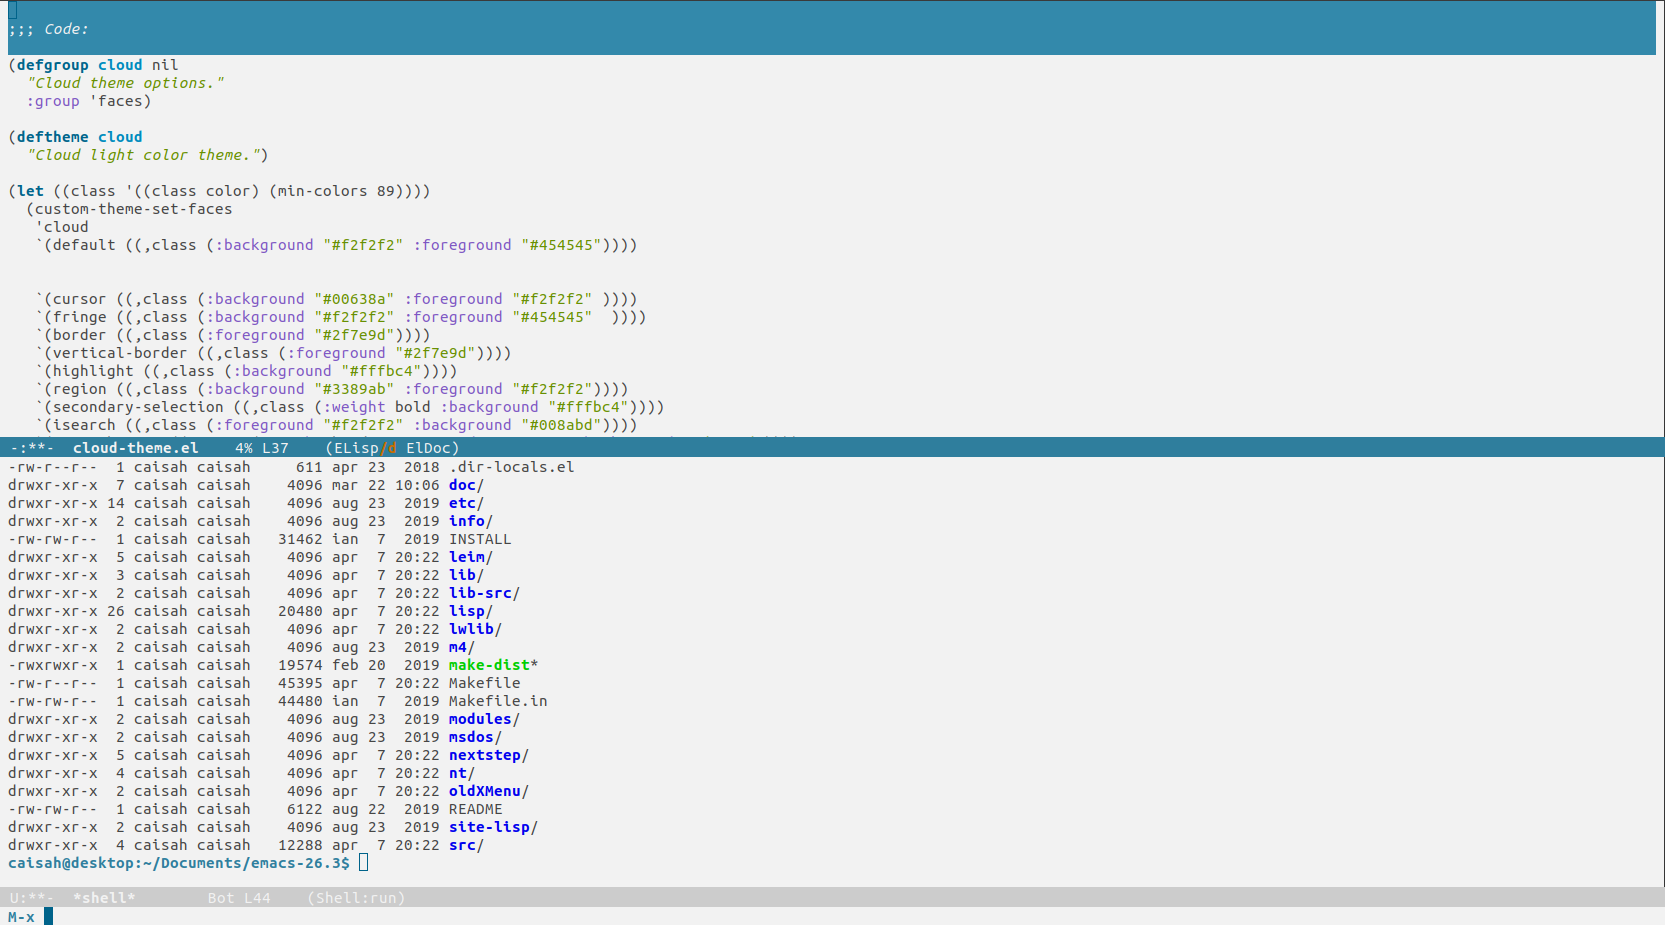 ;;; Code:
(defgroup cloud nil
  "Cloud theme options."
  :group 'faces)
(deftheme cloud
  "Cloud light color theme.")
(let ((class '((class color) (min-colors 89))))
  (custom-theme-set-faces
   'cloud
   `(default ((,class (:background "#f2f2f2" :foreground "#454545"))))
   `(cursor ((,class (:background "#00638a" :foreground "#f2f2f2" ))))
   `(fringe ((,class (:background "#f2f2f2" :foreground "#454545"  ))))
   `(border ((,class (:foreground "#2f7e9d"))))
   `(vertical-border ((,class (:foreground "#2f7e9d"))))
   `(highlight ((,class (:background "#fffbc4"))))
   `(region ((,class (:background "#3389ab" :foreground "#f2f2f2"))))
   `(secondary-selection ((,class (:weight bold :background "#fffbc4"))))
   `(isearch ((,class (:foreground "#f2f2f2" :background "#008abd"))))
-:**-  cloud-theme.el    4% L37    (ELisp/d ElDoc)
-rw-r--r--  1 caisah caisah     611 apr 23  2018 .dir-locals.el
drwxr-xr-x  7 caisah caisah    4096 mar 22 10:06 doc/
drwxr-xr-x 14 caisah caisah    4096 aug 23  2019 etc/
drwxr-xr-x  2 caisah caisah    4096 aug 23  2019 info/
-rw-rw-r--  1 caisah caisah   31462 ian  7  2019 INSTALL
drwxr-xr-x  5 caisah caisah    4096 apr  7 20:22 leim/
drwxr-xr-x  3 caisah caisah    4096 apr  7 20:22 lib/
drwxr-xr-x  2 caisah caisah    4096 apr  7 20:22 lib-src/
drwxr-xr-x 26 caisah caisah   20480 apr  7 20:22 lisp/
drwxr-xr-x  2 caisah caisah    4096 apr  7 20:22 lwlib/
drwxr-xr-x  2 caisah caisah    4096 aug 23  2019 m4/
-rwxrwxr-x  1 caisah caisah   19574 feb 20  2019 make-dist*
-rw-r--r--  1 caisah caisah   45395 apr  7 20:22 Makefile
-rw-rw-r--  1 caisah caisah   44480 ian  7  2019 Makefile.in
drwxr-xr-x  2 caisah caisah    4096 aug 23  2019 modules/
drwxr-xr-x  2 caisah caisah    4096 aug 23  2019 msdos/
drwxr-xr-x  5 caisah caisah    4096 apr  7 20:22 nextstep/
drwxr-xr-x  4 caisah caisah    4096 apr  7 20:22 nt/
drwxr-xr-x  2 caisah caisah    4096 apr  7 20:22 oldXMenu/
-rw-rw-r--  1 caisah caisah    6122 aug 22  2019 README
drwxr-xr-x  2 caisah caisah    4096 aug 23  2019 site-lisp/
drwxr-xr-x  4 caisah caisah   12288 apr  7 20:22 src/
caisah@desktop:~/Documents/emacs-26.3$
U:**-  *shell*        Bot L44    (Shell:run)
M-x